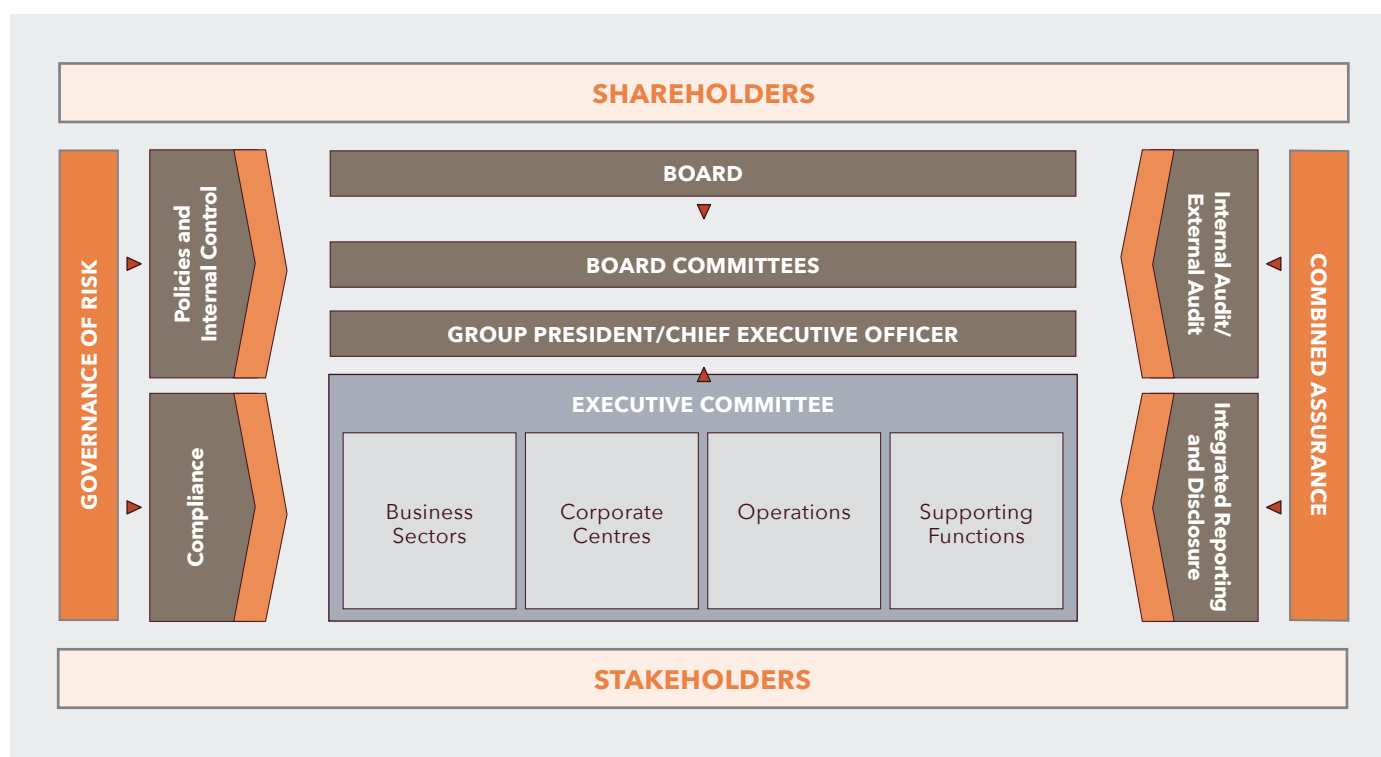 SHAREHOLDERS
GOVERNANCE OF RISK
Policies and
Internal Control
Compliance
BOARD
BOARD COMMITTEES
GROUP PRESIDENT/CHIEF EXECUTIVE OFFICER
EXECUTIVE COMMITTEE
Business
Sectors
Corporate
Centres
Operations
Supporting
Functions
Internal Audit/
External Audit
Integrated Reporting
and Disclosure
COMBINED ASSURANCE
STAKEHOLDERS